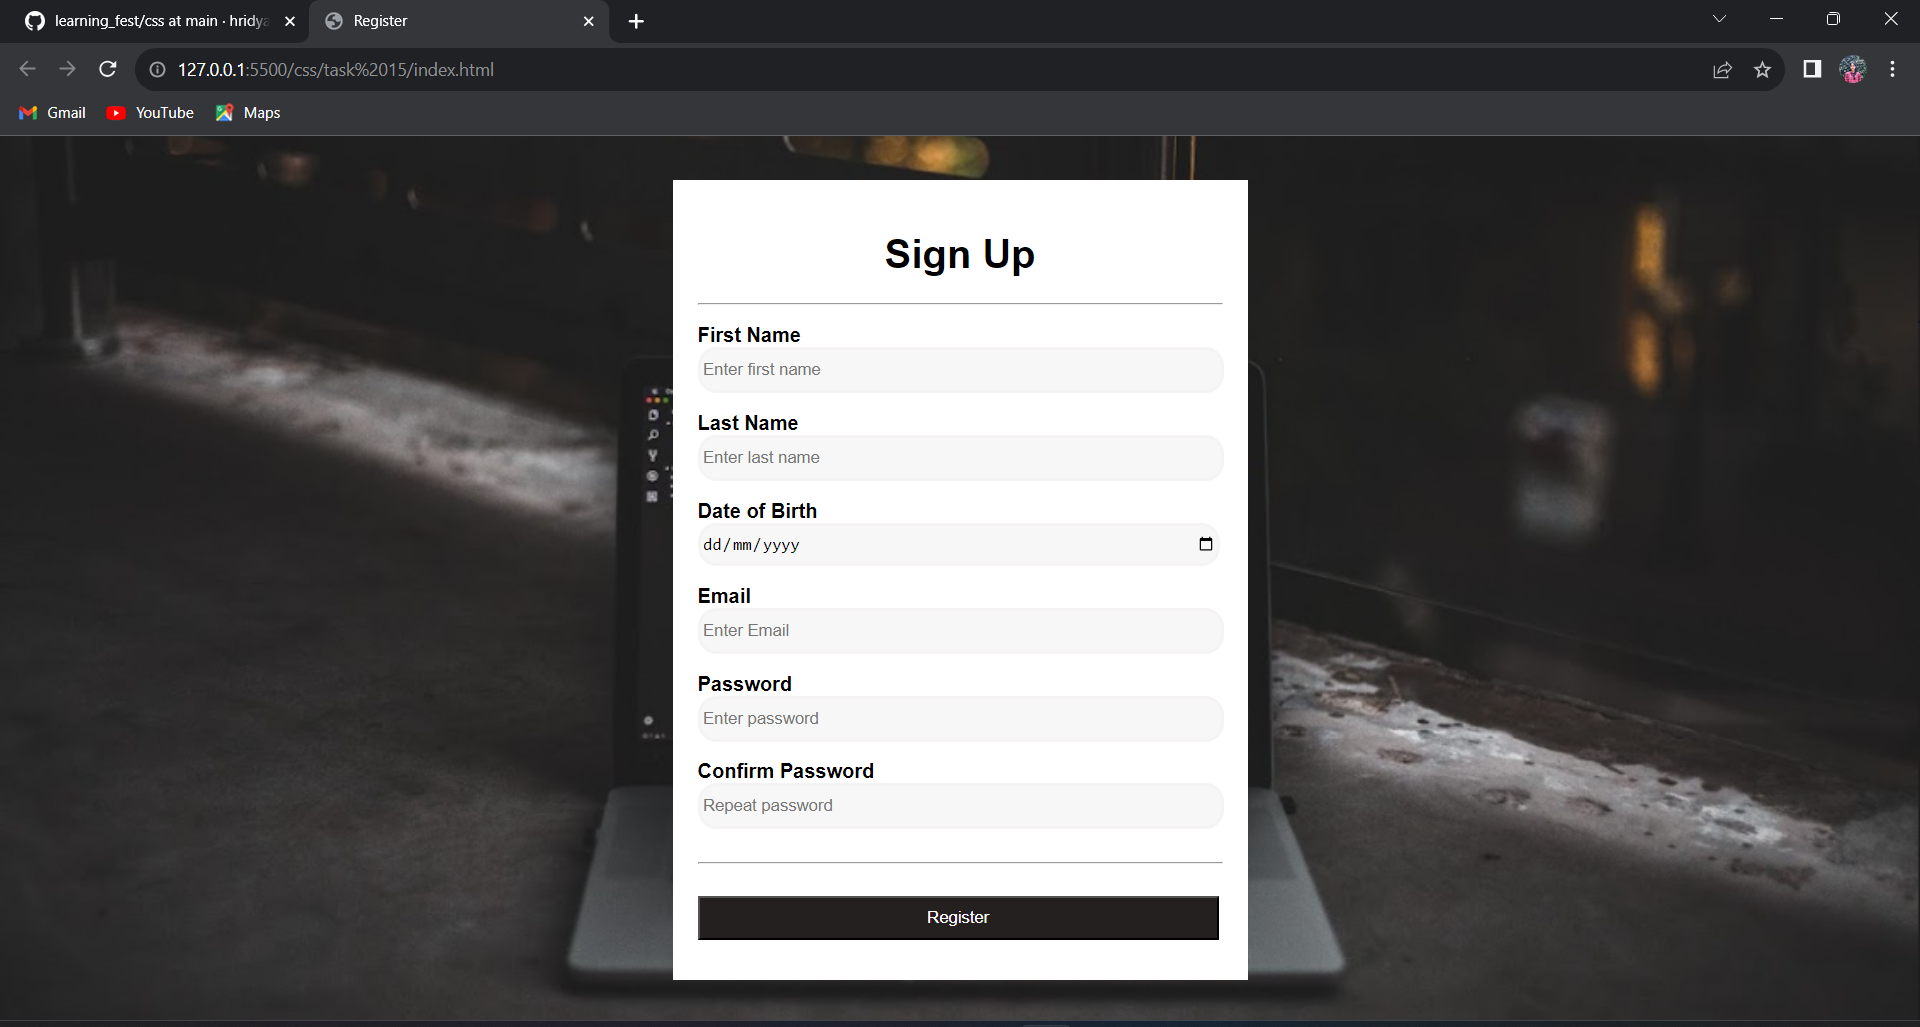 learning_fest/css at main · hridya
Register
127.0.0.1:5500/css/task%2015/index.html
Gmail
YouTube
Maps
Sign Up
First Name
Enter first name
Last Name
Enter last name
Date of Birth
dd/mm/yyyy
Email
Enter Email
Password
Enter password
Confirm Password
Repeat password
Register